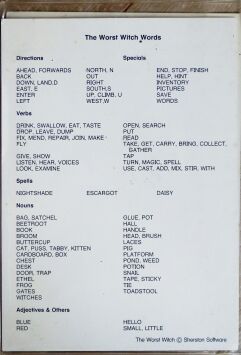 The Worst Witch Words
Directions Specials
AHEAD, FORWARDS NORTH, N END, STOP, FINISH
BACK OUT HELP, HINT
DOWN, LAND, D RIGHT INVENTORY
EAST, E SOUTH, S PICTURES
ENTER UP, CLIMB, U SAVE
LEFT WEST, W WORDS
Verbs
DRINK, SWALLOW, EAT, TASTE OPEN, SEARCH
DROP, LEAVE, DUMP PUT
FIX, MEND, REPAIR, JOIN, MAKE READ
FLY TAKE, GET, CARRY, BRING, COLLECT,
GATHER
GIVE, SHOW TAP
LISTEN, HEAR, VOICES TURN, MAGIC, SPELL
LOOK, EXAMINE USE, CAST, ADD, MIX, STIR, WITH
Spells
NIGHTSHADE ESCARGOT DAISY
Nouns
BAG, SATCHEL GLUE, POT
BEETROOT HALL
BOOK HANDLE
BROOM HEAD, BRUSH
BUTTERCUP LACES
CAT, PUSS, TABBY, KITTEN PIG
CARDBOARD, BOX PLATFORM
CHEST POND, WEED
DESK POTION
DOOR, TRAP SNAIL
ETHEL TAPE, STICKY
FROG TIE
GATES TOADSTOOL
WITCHES
Adjectives & Others
BLUE HELLO
RED SMALL, LITTLE
The Worst Witch © Sherston Software